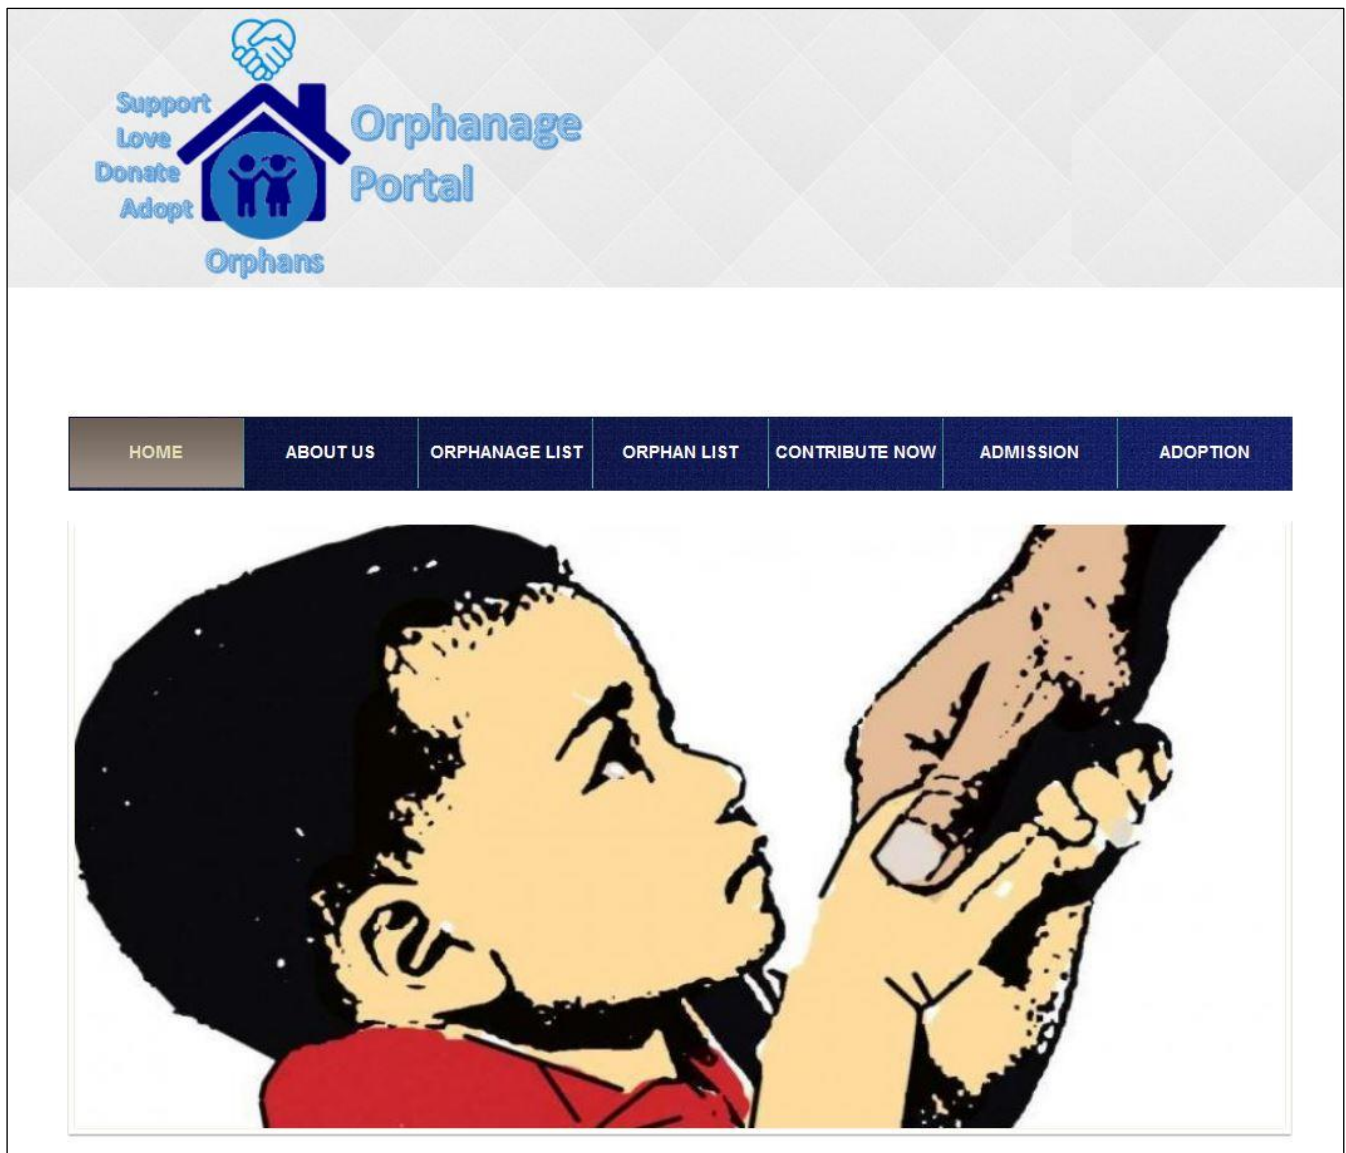 Support
Love
Donate
Adopt
Orphans
Orphanage
Portal
HOME ABOUT US ORPHANAGE LIST ORPHAN LIST CONTRIBUTE NOW ADMISSION ADOPTION